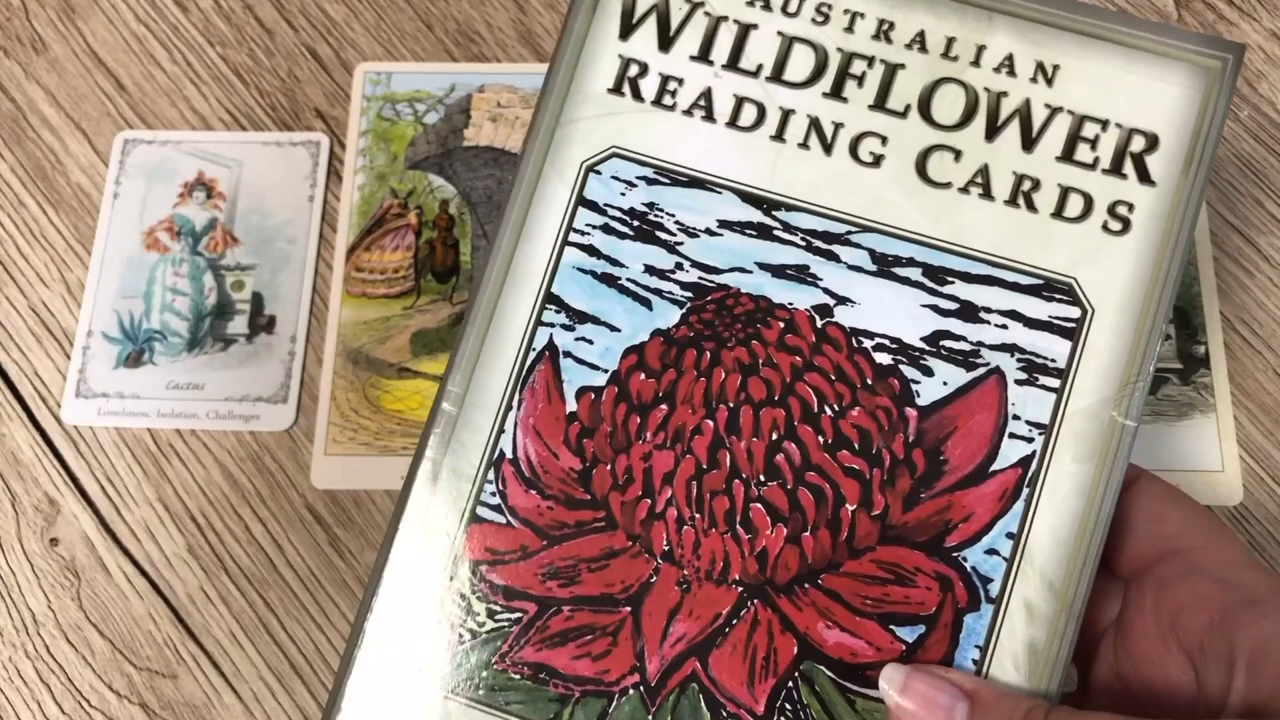 AUSTRALIAN
WILDFLOWER
READING CARDS
Cactus
Loneliness, Isolation, Challenges